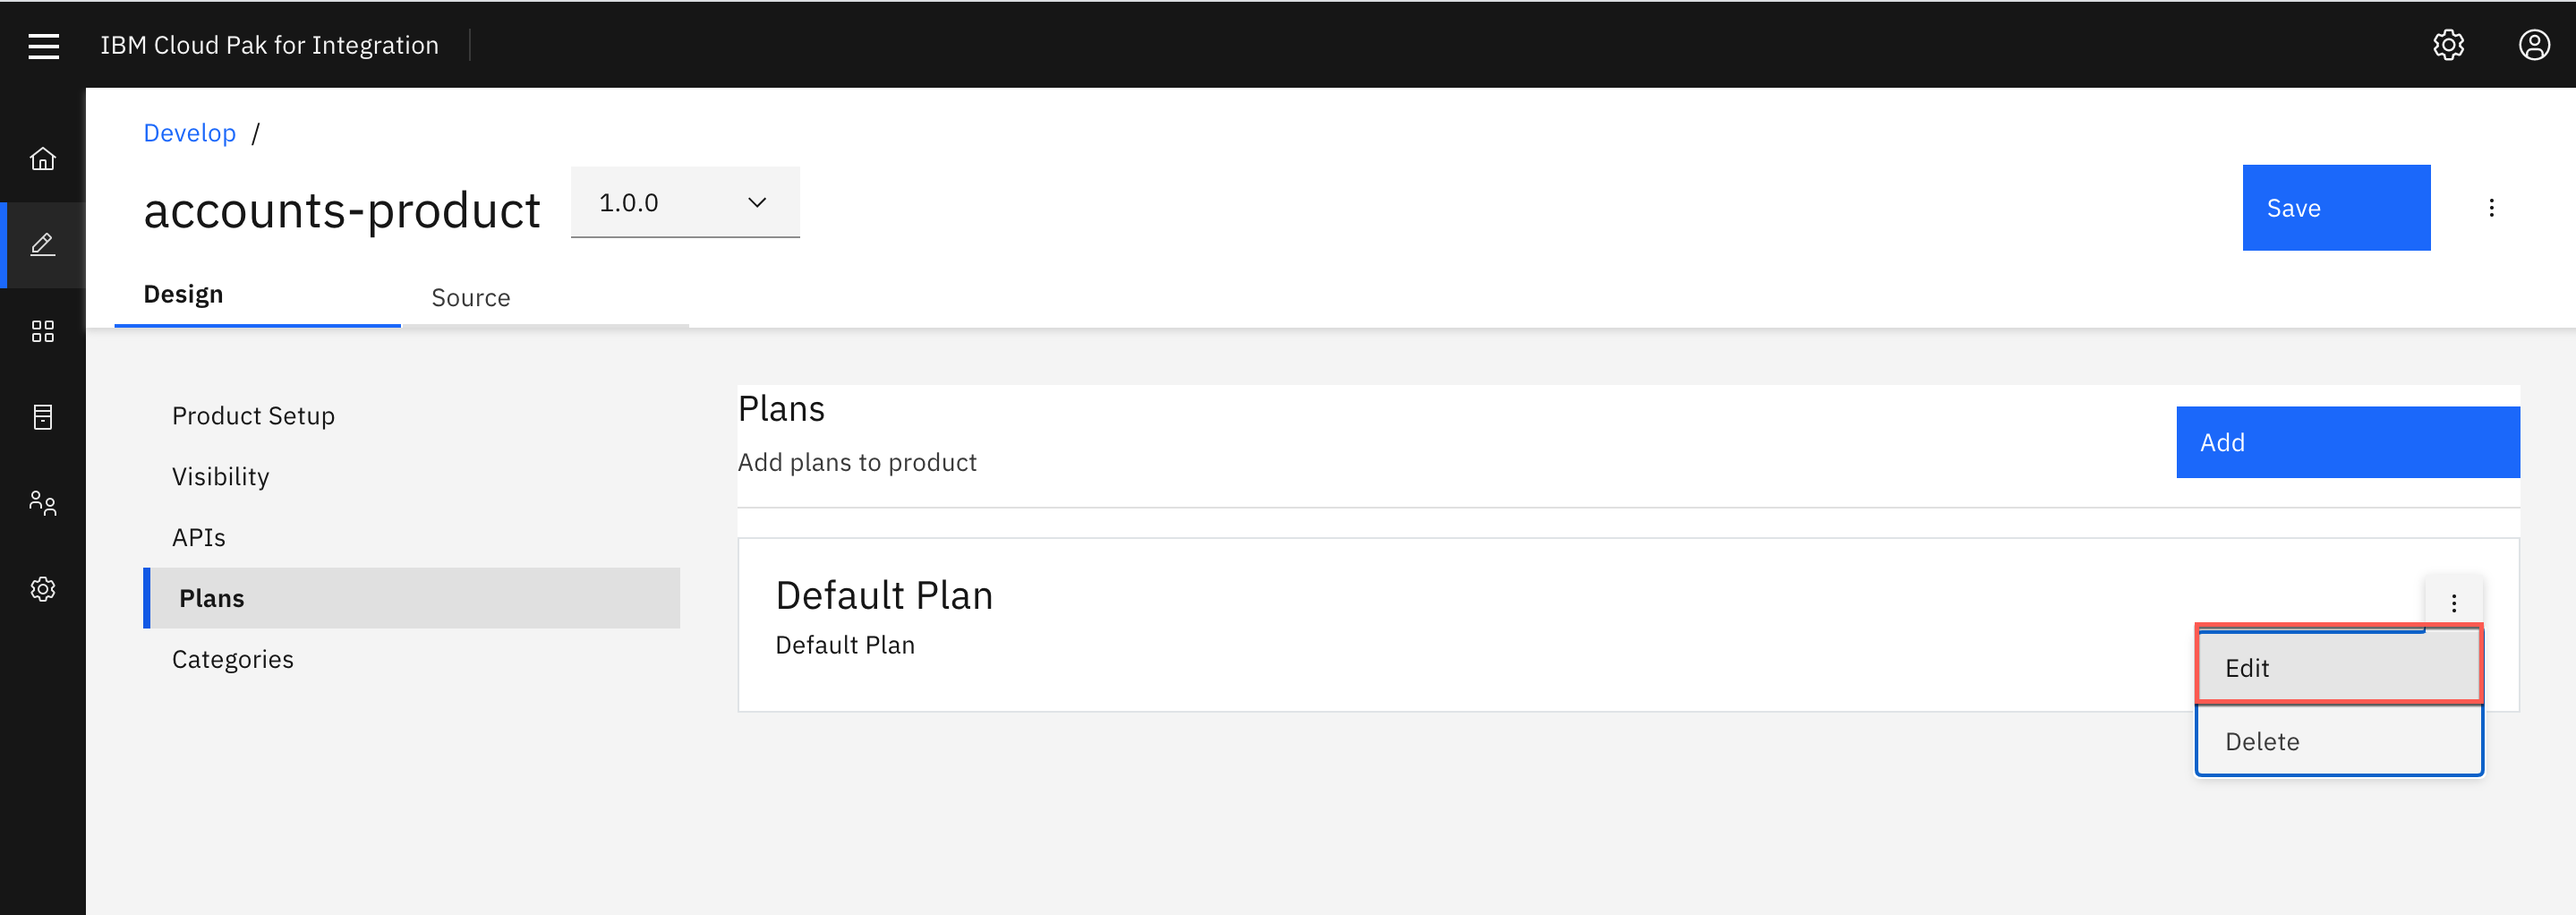 IBM Cloud Pak for Integration
Develop /
accounts-product
1.0.0
Save
Design
Source
Product Setup
Visibility
APIs
Plans
Categories
Plans
Add plans to product
Add
Default Plan
Default Plan
Edit
Delete